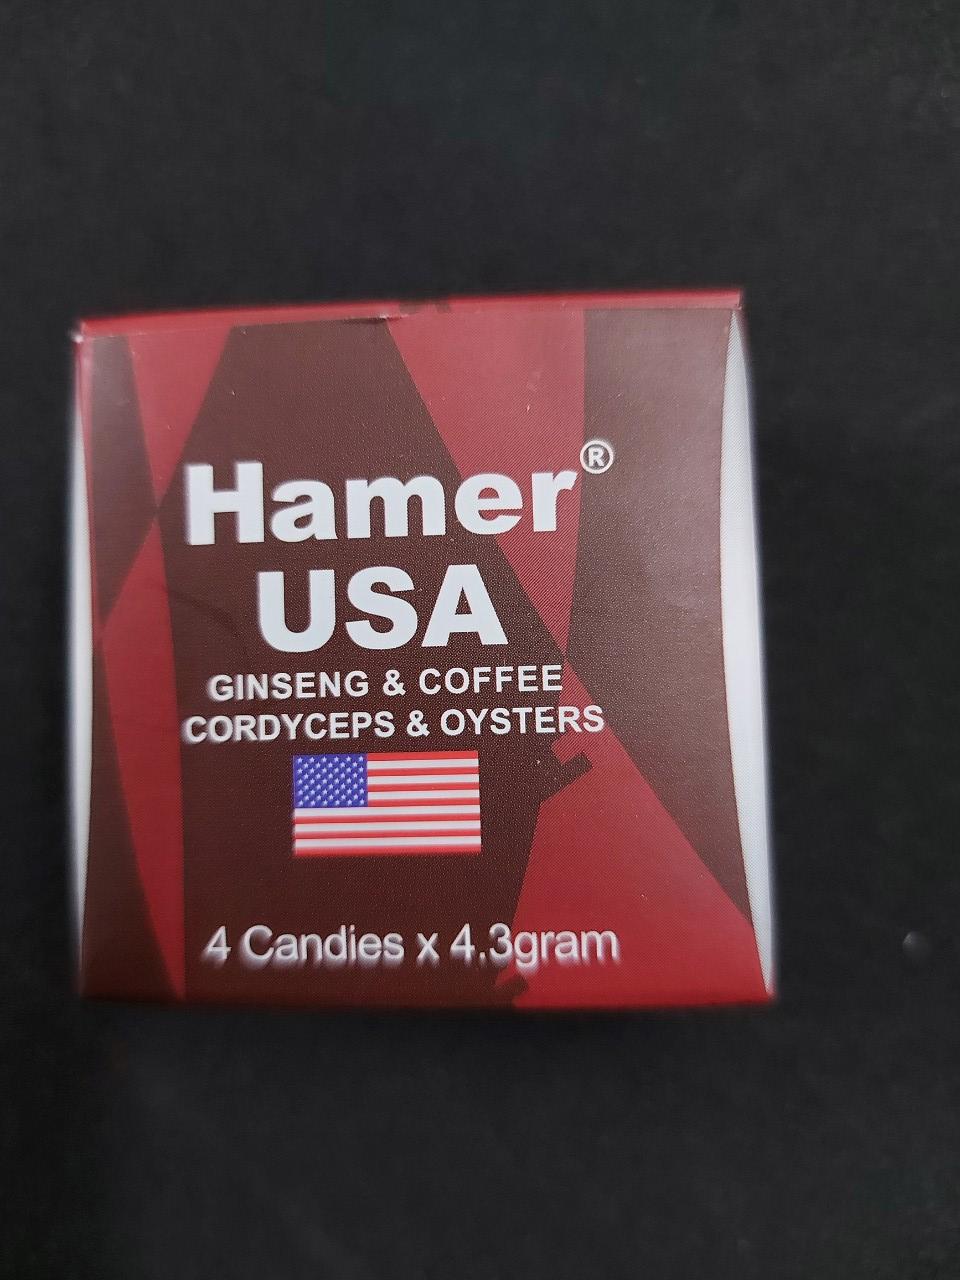 Hamer®
USA
GINSENG & COFFEE
CORDYCEPS & OYSTERS
4 Candies x 4.3gram